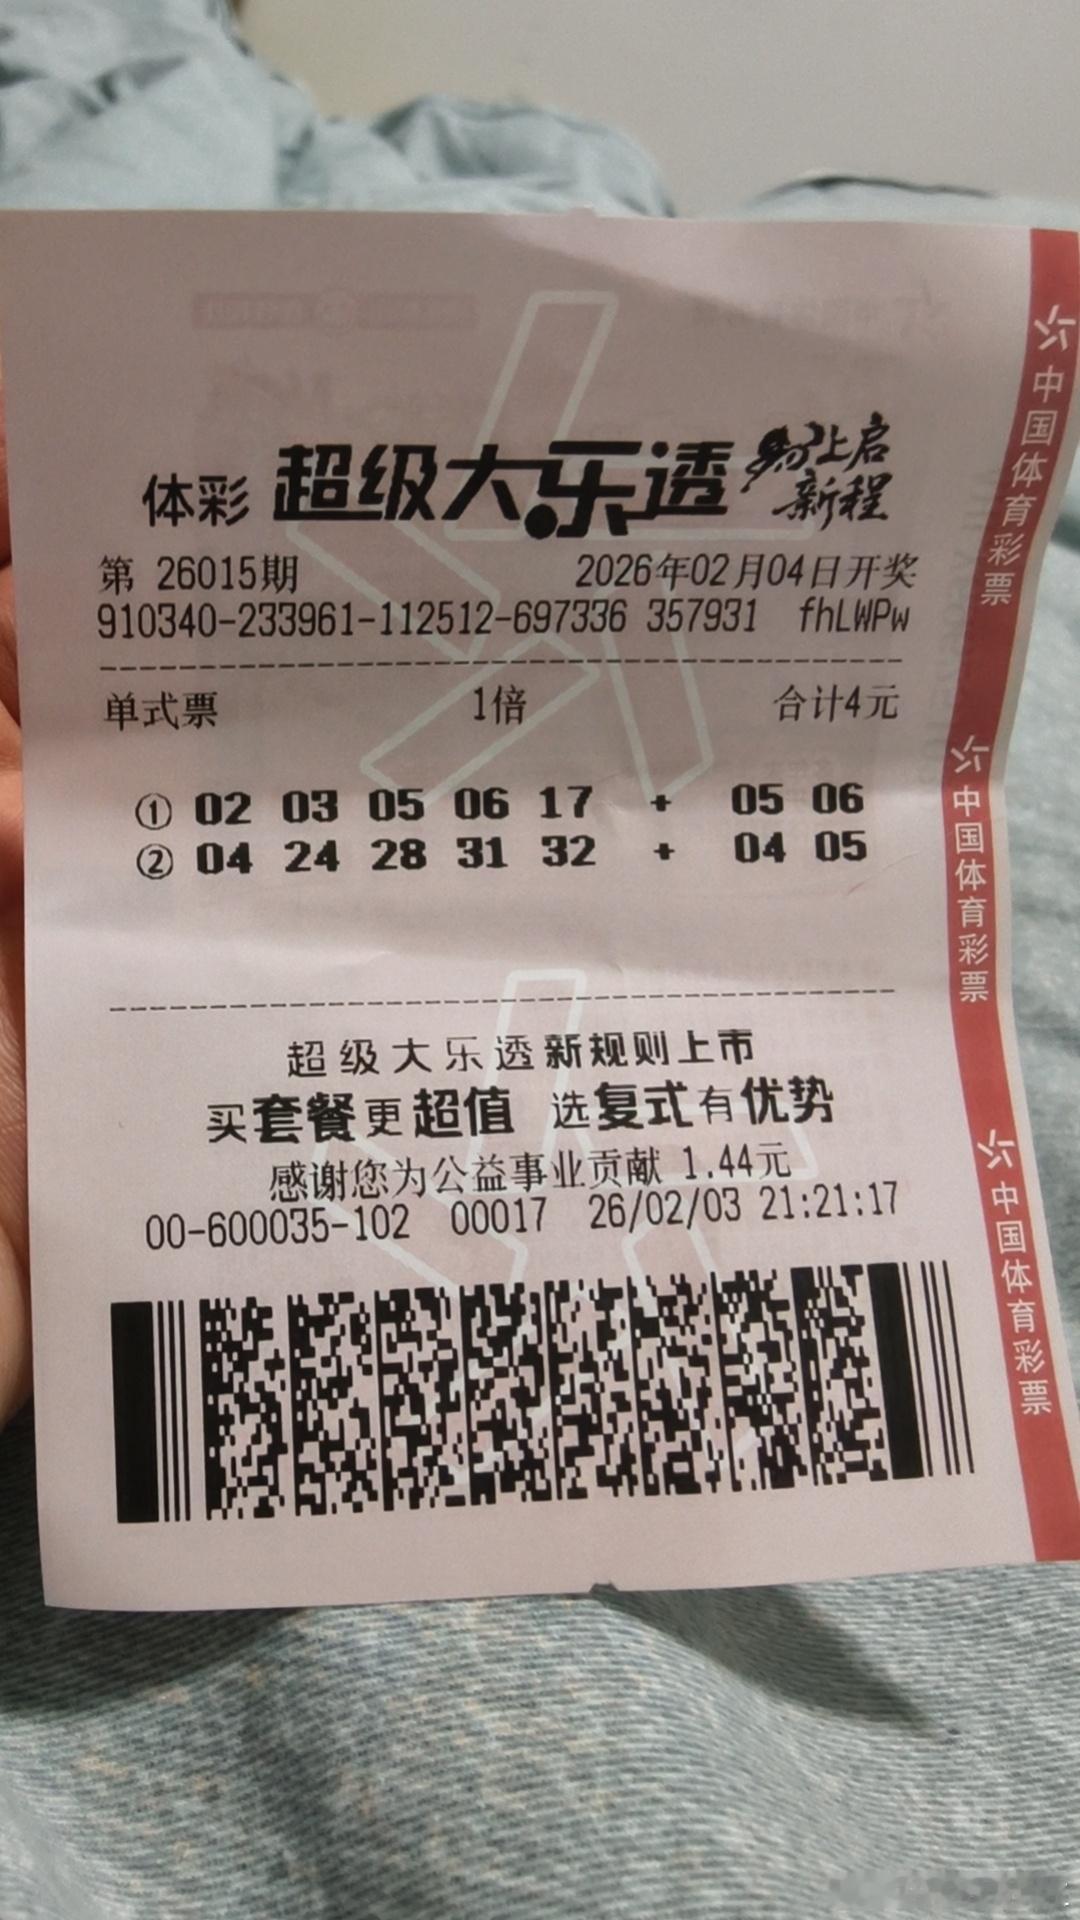 体彩 超级大乐透 马上启新程
第 26015期 2026年02月04日开奖
910340-233961-112512-697336 357931 fhLWPw
单式票 1倍 合计4元
① 02 03 05 06 17 + 05 06
② 04 24 28 31 32 + 04 05
超级大乐透新规则上市
买套餐更超值 选复式有优势
感谢您为公益事业贡献 1.44元
00-600035-102 00017 26/02/03 21:21:17
中国体育彩票
中国体育彩票
中国体育彩票